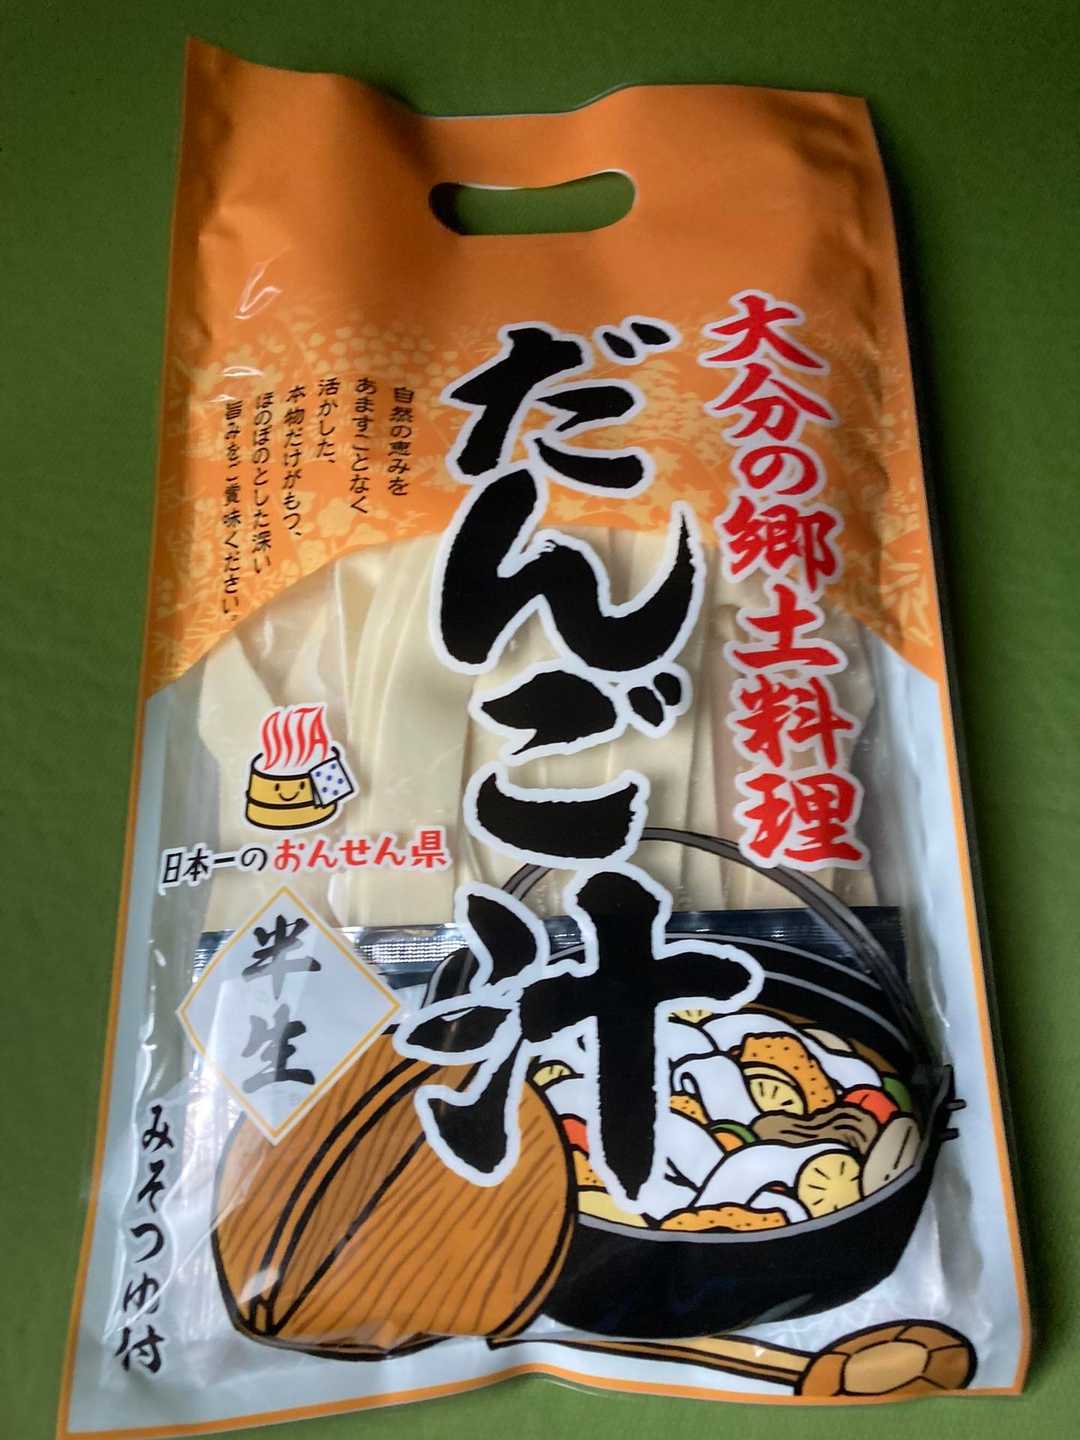 大分の郷土料理
だんご汁
自然の恵みを
あますことなく
活かした、
本物だけがもつ、
ほのぼのとした深い
旨みをご賞味ください。
OITA
日本一のおんせん県
半生
みそつゆ付